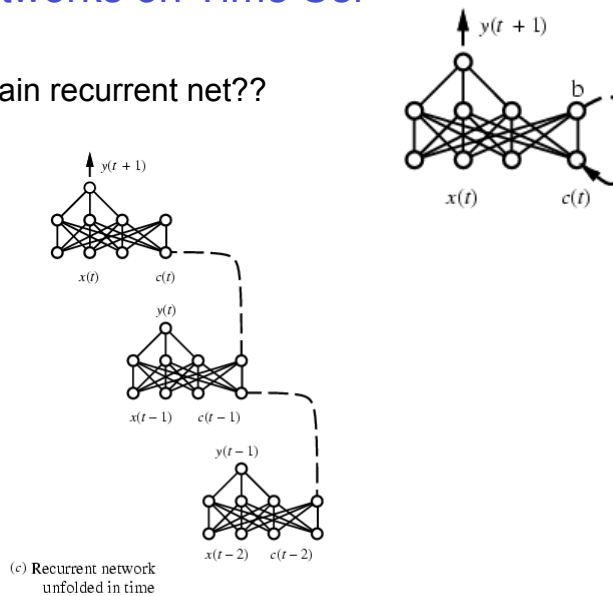 ain recurrent net??
y(t + 1)
b
x(t) c(t)
y(t + 1)
x(t) c(t)
y(t)
x(t − 1) c(t − 1)
y(t − 1)
x(t − 2) c(t − 2)
(c) Recurrent network
unfolded in time